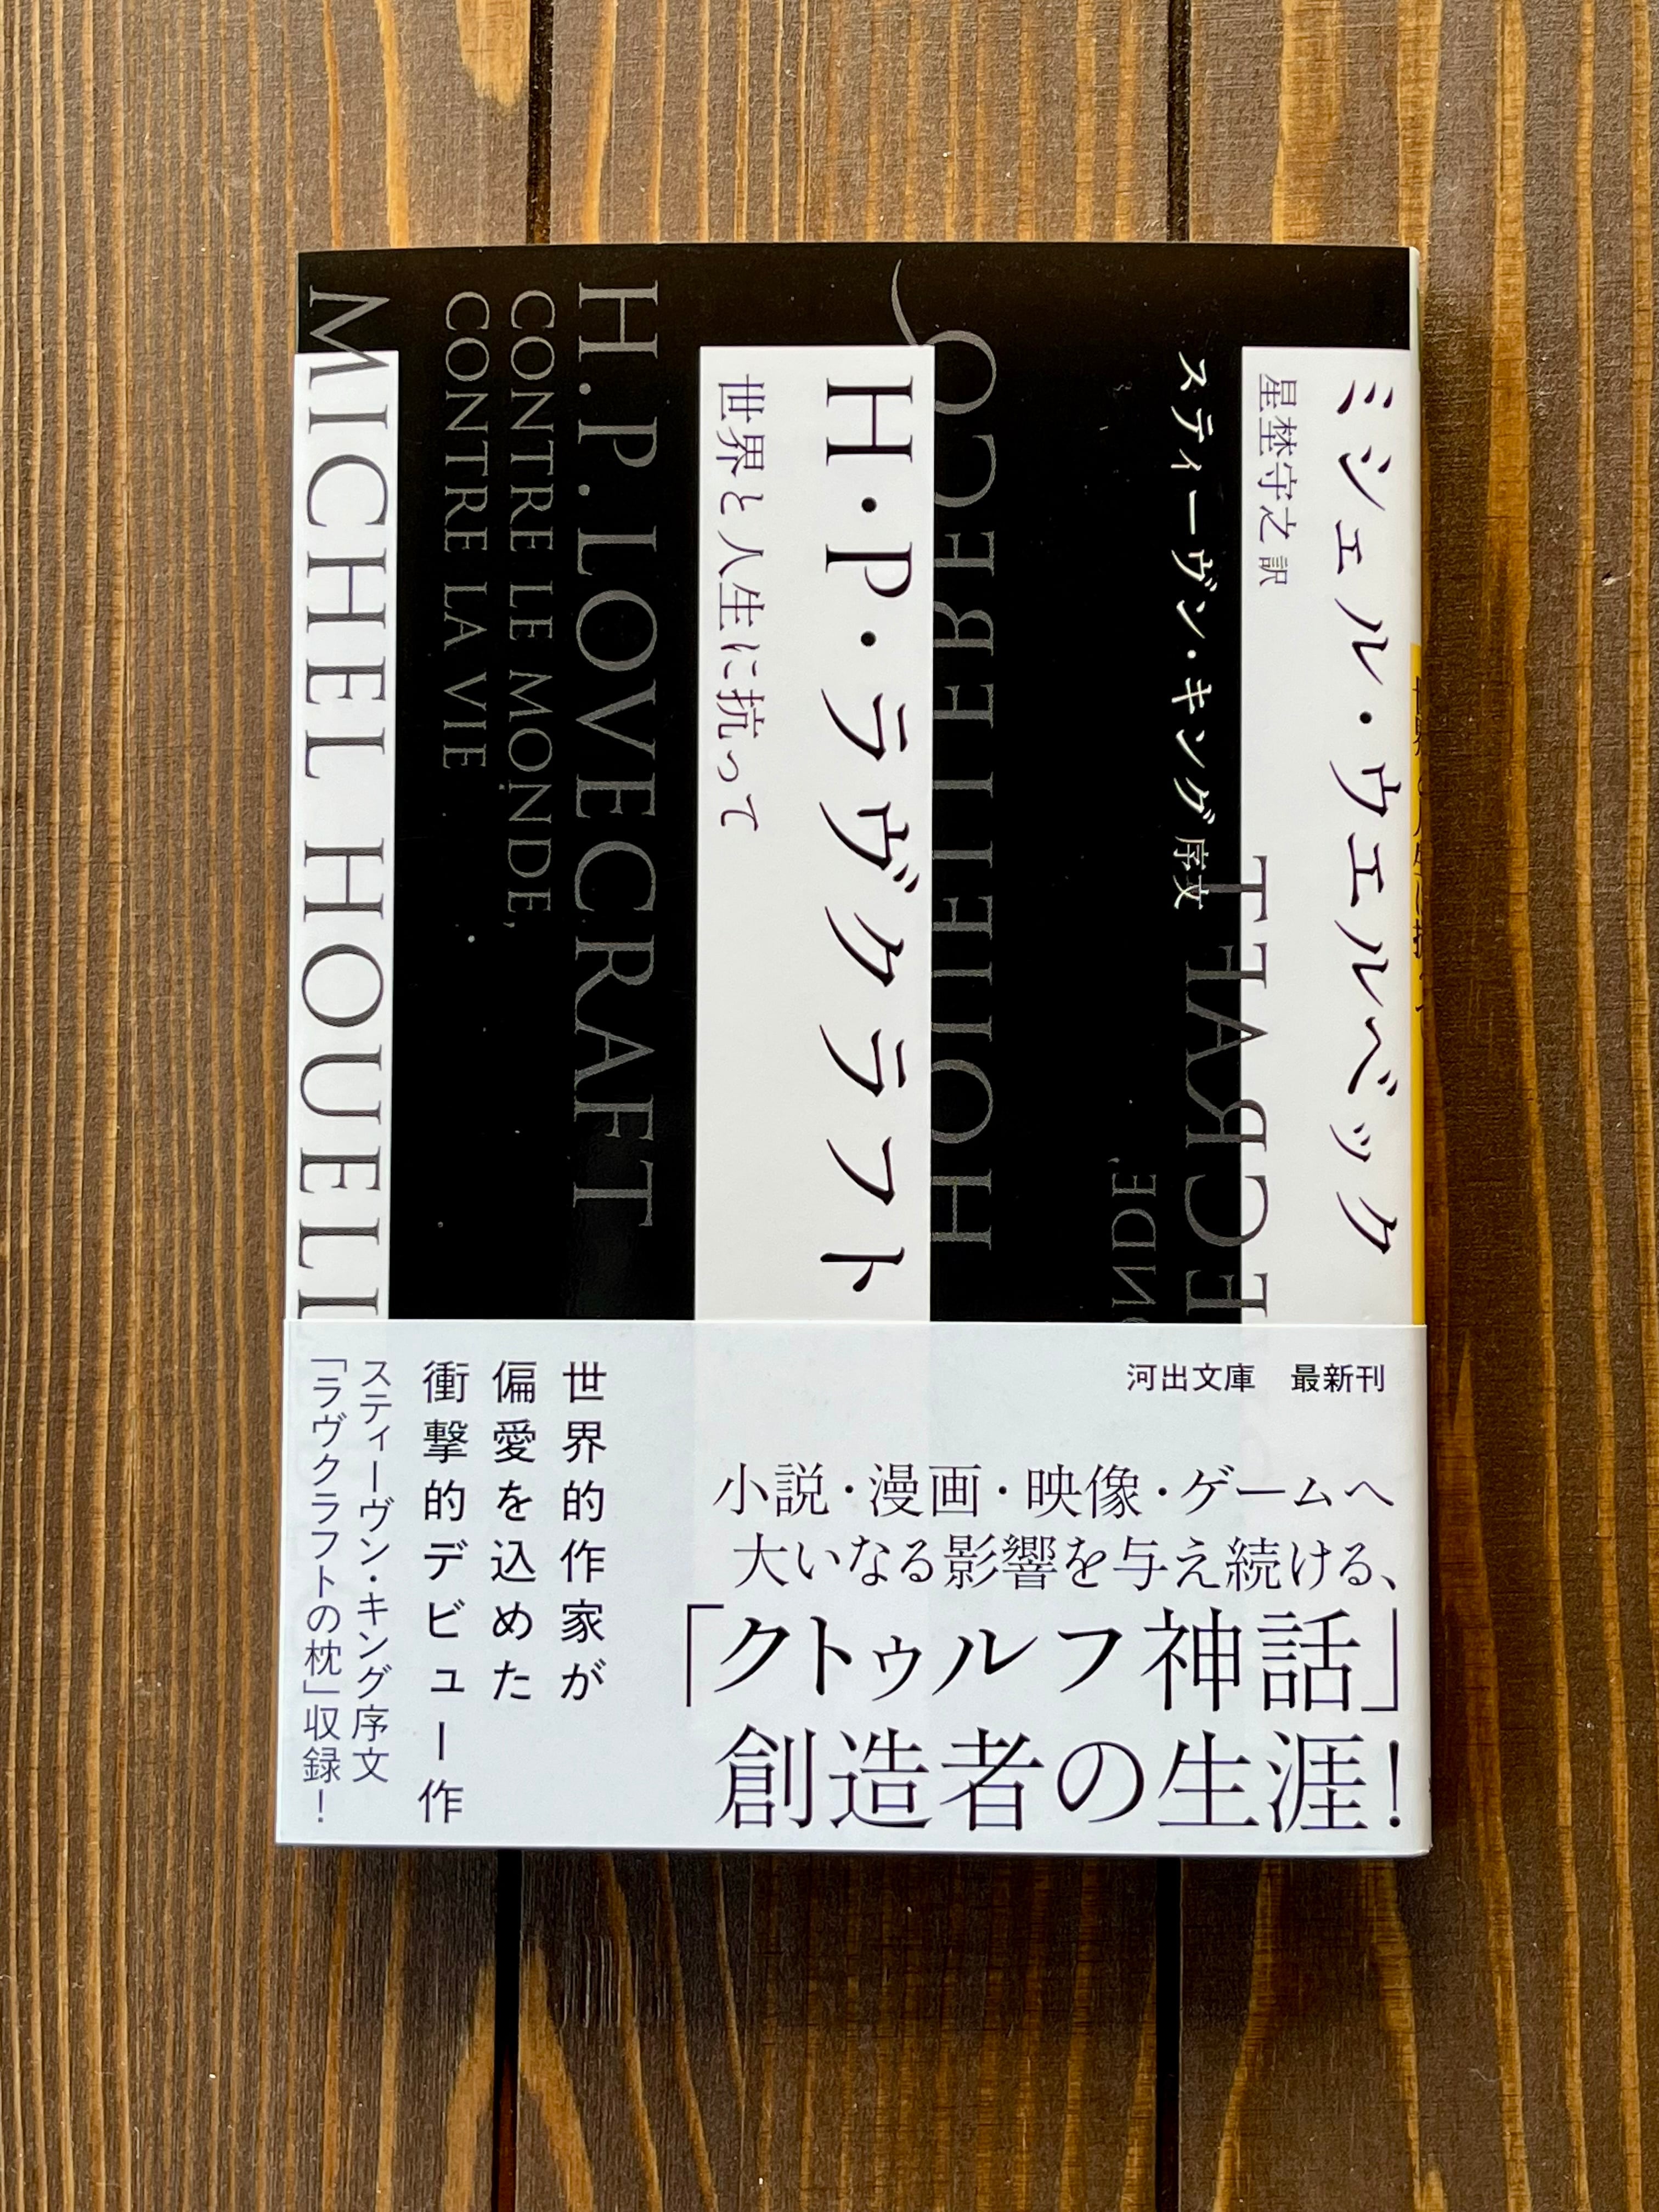 ミシェル・ウエルベック
星埜守之 訳
スティーヴン・キング 序文
H・P・ラヴクラフト
世界と人生に抗って
H.P. LOVECRAFT
CONTRE LE MONDE,
CONTRE LA VIE
MICHEL HOUELL
HOUELLEBECQ
河出文庫 最新刊
小説・漫画・映像・ゲームへ
大いなる影響を与え続ける、
「クトゥルフ神話」
創造者の生涯!
世界的作家が
偏愛を込めた
衝撃的デビュー作
スティーヴン・キング序文
「ラヴクラフトの枕」収録!